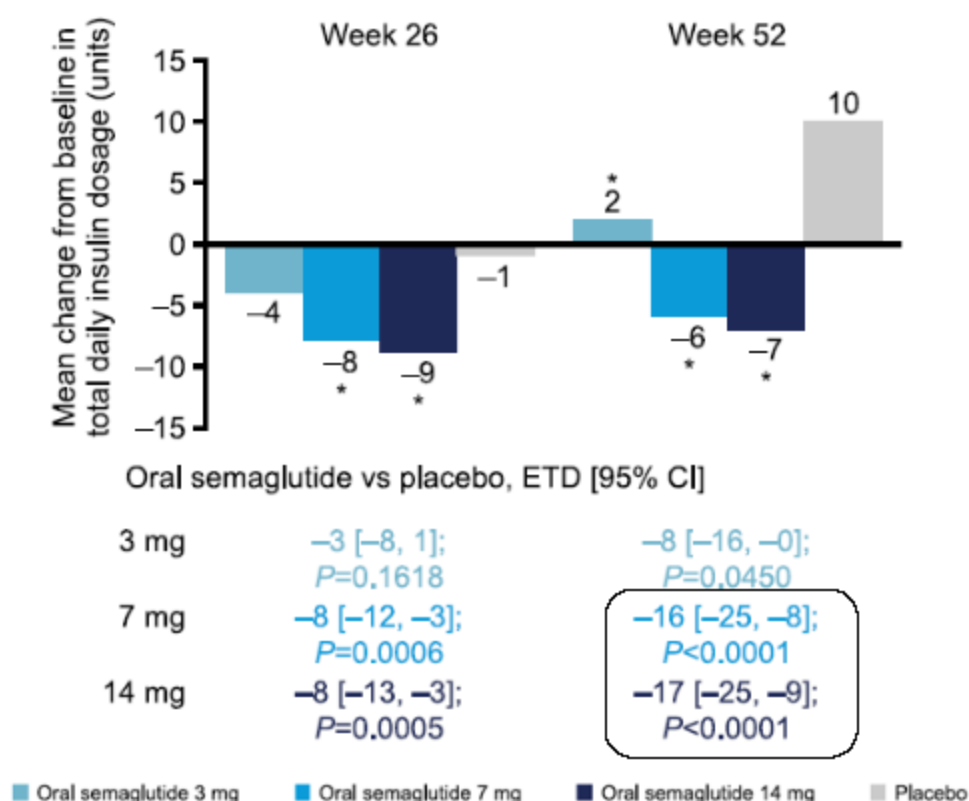 Mean change from baseline in
total daily insulin dosage (units)
Week 26 Week 52
15
10
5
0
–5
–10
–15
–4
–8
*
–9
*
–1
*
2
–6
*
–7
*
10
Oral semaglutide vs placebo, ETD [95% CI]
3 mg –3 [–8, 1]; –8 [–16, –0];
P=0.1618 P=0.0450
7 mg –8 [–12, –3]; –16 [–25, –8];
P=0.0006 P<0.0001
14 mg –8 [–13, –3]; –17 [–25, –9];
P=0.0005 P<0.0001
Oral semaglutide 3 mg Oral semaglutide 7 mg Oral semaglutide 14 mg Placebo